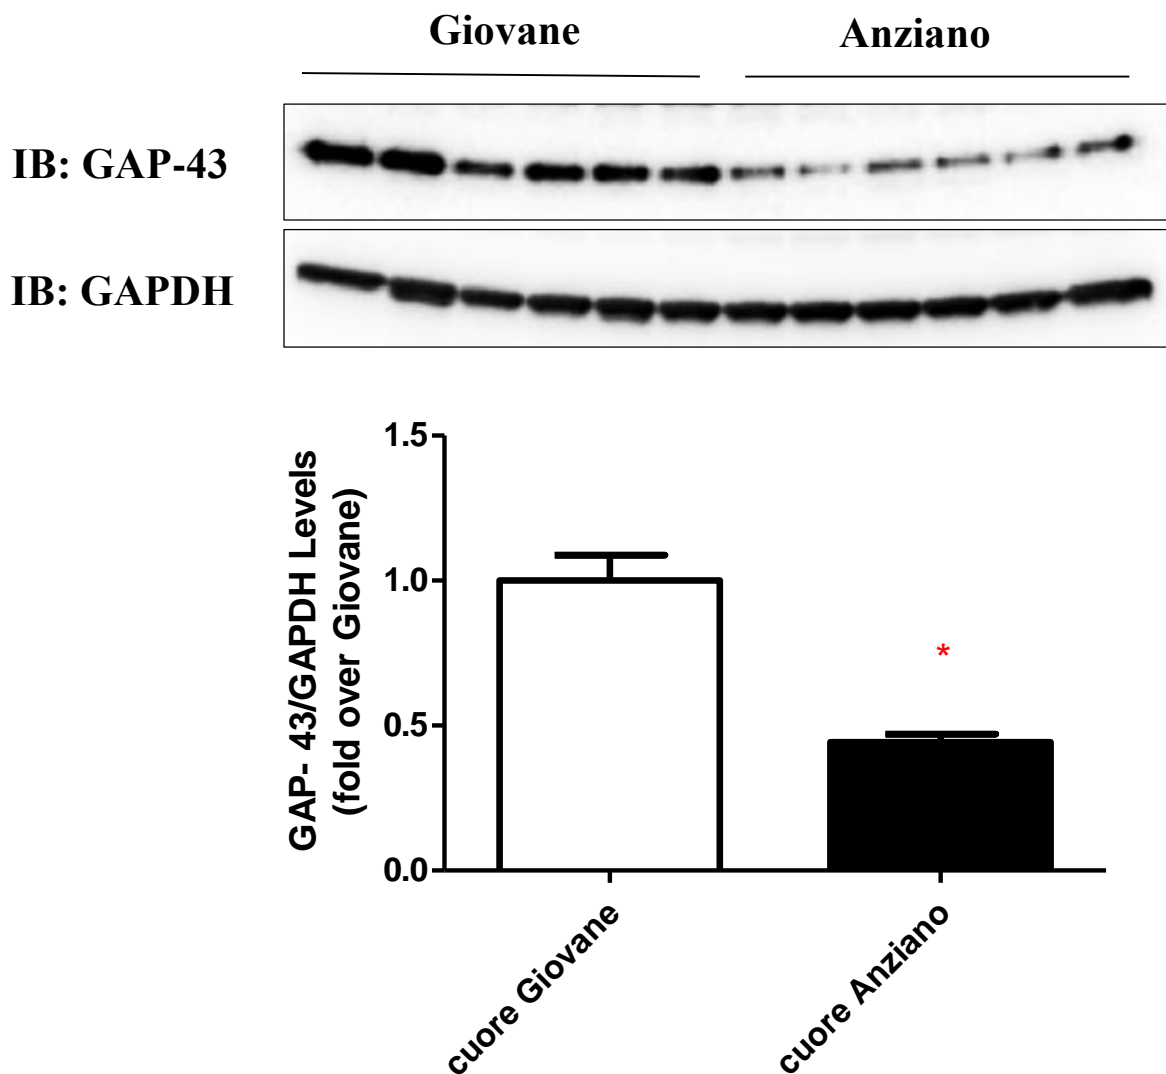 Giovane Anziano
IB: GAP-43
IB: GAPDH
GAP- 43/GAPDH Levels
(fold over Giovane)
1.5
1.0
0.5
0.0
*
cuore Giovane
cuore Anziano